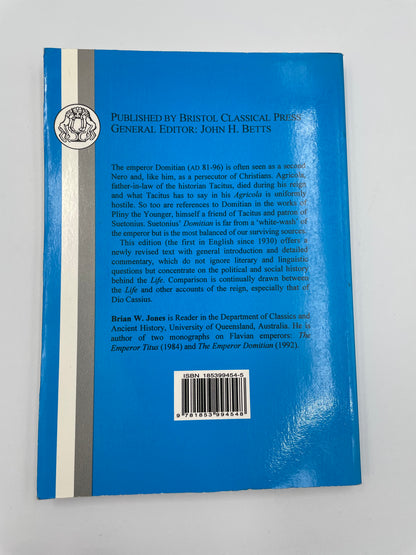 PUBLISHED BY BRISTOL CLASSICAL PRESS
GENERAL EDITOR: JOHN H. BETTS
The emperor Domitian (AD 81-96) is often seen as a second
Nero and, like him, as a persecutor of Christians. Agricola,
father-in-law of the historian Tacitus, died during his reign
and what Tacitus has to say in his Agricola is uniformly
hostile. So too are references to Domitian in the works of
Pliny the Younger, himself a friend of Tacitus and patron of
Suetonius. Suetonius' Domitian is far from a 'white-wash' of
the emperor but is the most balanced of our surviving sources.
This edition (the first in English since 1930) offers a
newly revised text with general introduction and detailed
commentary, which do not ignore literary and linguistic
questions but concentrate on the political and social history
behind the Life. Comparison is continually drawn between
the Life and other accounts of the reign, especially that of
Dio Cassius.
Brian W. Jones is Reader in the Department of Classics and
Ancient History, University of Queensland, Australia. He is
author of two monographs on Flavian emperors: The
Emperor Titus (1984) and The Emperor Domitian (1992).
ISBN 185399454-5
9 781853 994548